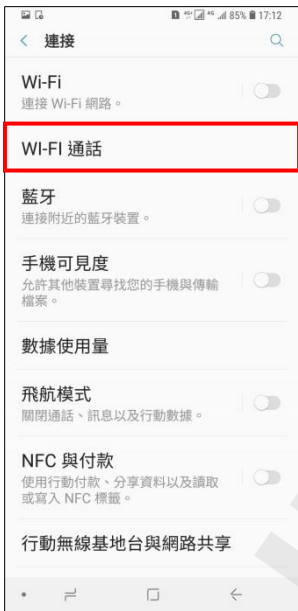 85% 17:12
連接
Wi-Fi
連接 Wi-Fi 網路。
WI-FI 通話
藍牙
連接附近的藍牙裝置。
手機可見度
允許其他裝置尋找您的手機與傳輸
檔案。
數據使用量
飛航模式
關閉通話、訊息以及行動數據。
NFC 與付款
使用行動付款、分享資料以及讀取
或寫入 NFC 標籤。
行動無線基地台與網路共享